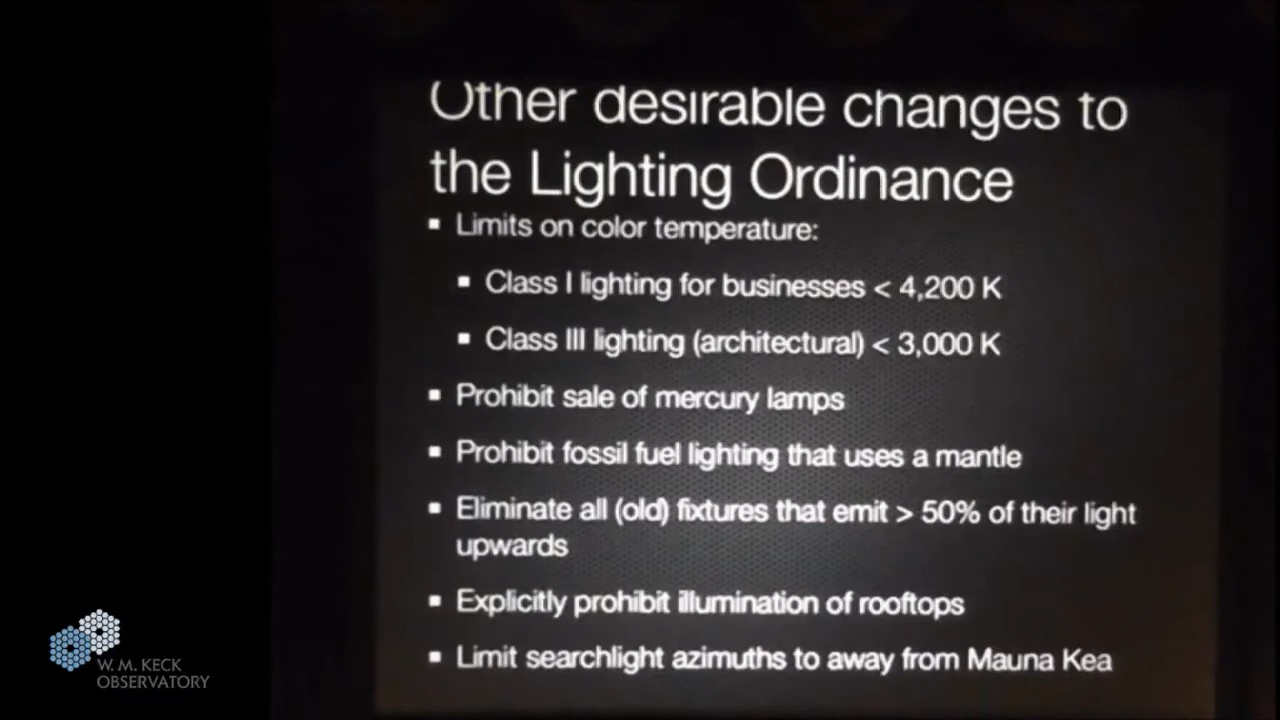 Other desirable changes to
the Lighting Ordinance
▪ Limits on color temperature:
▪ Class I lighting for businesses < 4,200 K
▪ Class III lighting (architectural) < 3,000 K
▪ Prohibit sale of mercury lamps
▪ Prohibit fossil fuel lighting that uses a mantle
▪ Eliminate all (old) fixtures that emit > 50% of their light
upwards
▪ Explicitly prohibit illumination of rooftops
▪ Limit searchlight azimuths to away from Mauna Kea
W. M. KECK
OBSERVATORY